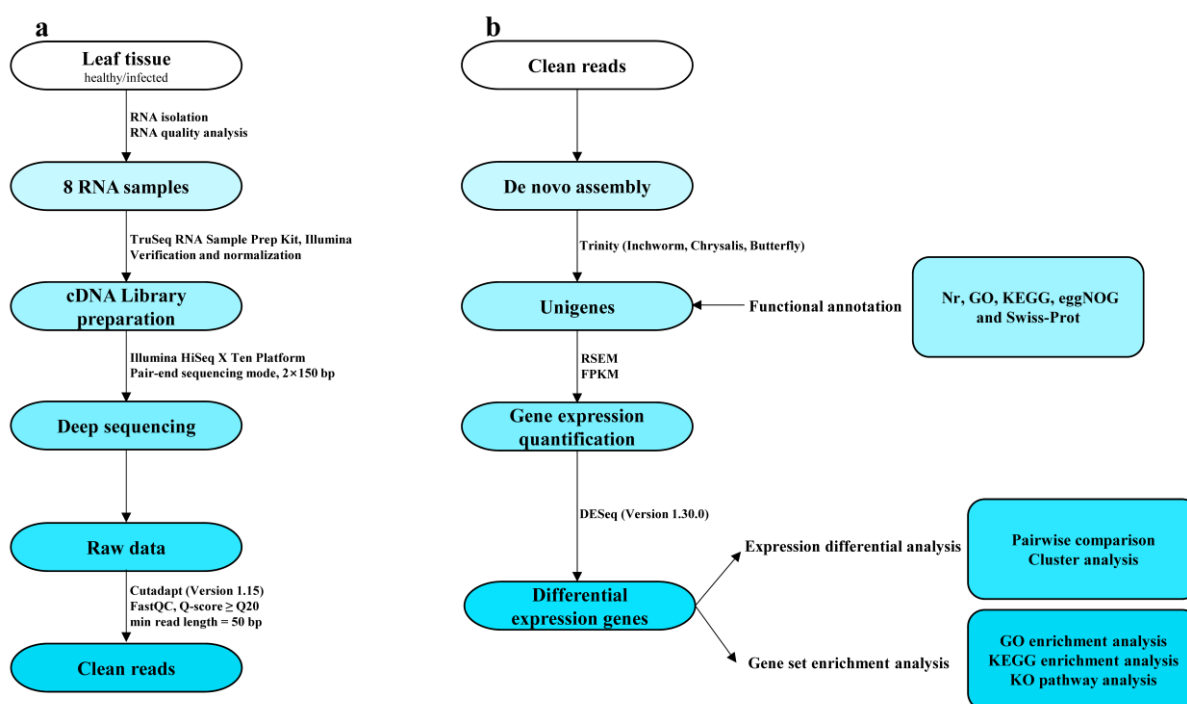 a
Leaf tissue
healthy/infected
RNA isolation
RNA quality analysis
8 RNA samples
TruSeq RNA Sample Prep Kit, Illumina
Verification and normalization
cDNA Library
preparation
Illumina HiSeq X Ten Platform
Pair-end sequencing mode, 2×150 bp
Deep sequencing
Raw data
Cutadapt (Version 1.15)
FastQC, Q-score ≥ Q20
min read length = 50 bp
Clean reads
b
Clean reads
De novo assembly
Trinity (Inchworm, Chrysalis, Butterfly)
Unigenes
Functional annotation
Nr, GO, KEGG, eggNOG
and Swiss-Prot
RSEM
FPKM
Gene expression
quantification
DESeq (Version 1.30.0)
Differential
expression genes
Expression differential analysis
Pairwise comparison
Cluster analysis
Gene set enrichment analysis
GO enrichment analysis
KEGG enrichment analysis
KO pathway analysis